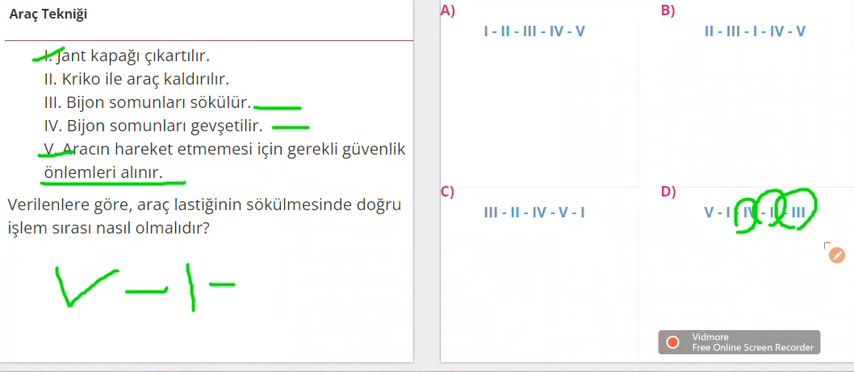 Araç Tekniği
I. Jant kapağı çıkartılır.
II. Kriko ile araç kaldırılır.
III. Bijon somunları sökülür.
IV. Bijon somunları gevşetilir.
V. Aracın hareket etmemesi için gerekli güvenlik
önlemleri alınır.
Verilenlere göre, araç lastiğinin sökülmesinde doğru
işlem sırası nasıl olmalıdır?
V - I -
A)
I - II - III - IV - V
B)
II - III - I - IV - V
C)
III - II - IV - V - I
D)
V - I - IV - II - III
Vidmore
Free Online Screen Recorder